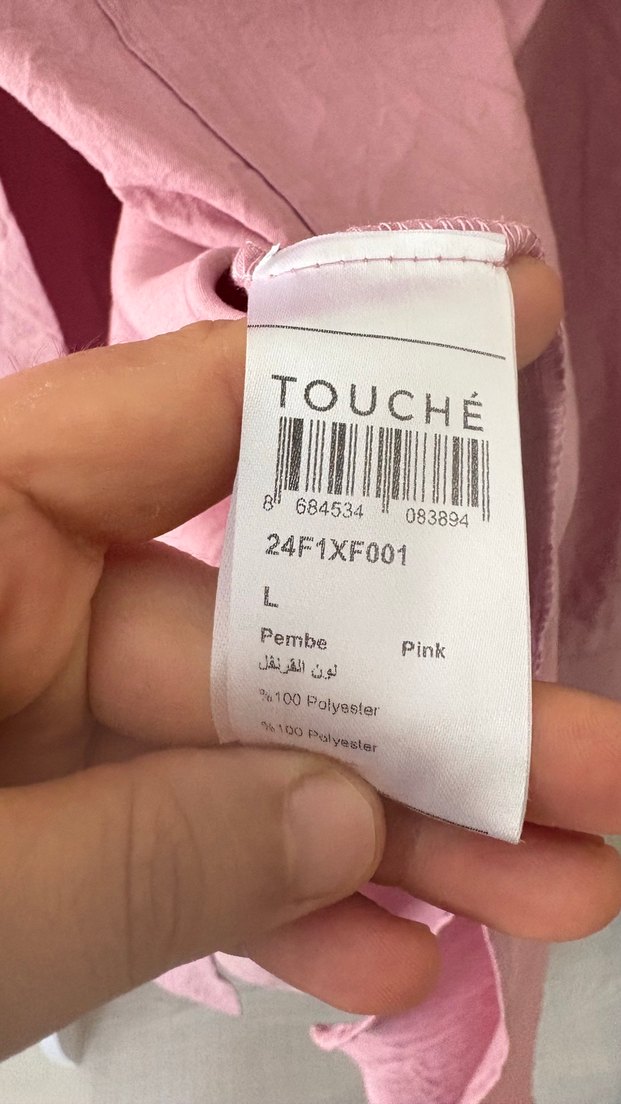 TOUCHÉ
8 684534 083894
24F1XF001
L
Pembe Pink
لون القرنفل
%100 Polyester
%100 Polyester